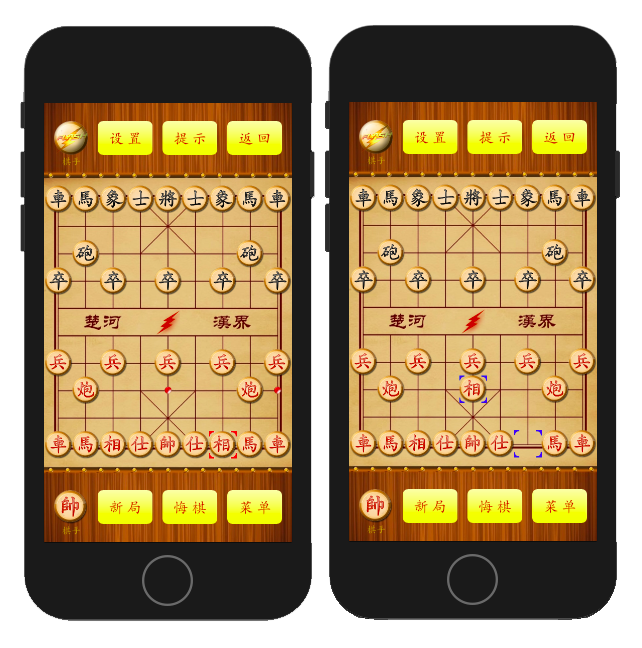 设置 提示 返回
棋手
車 馬 象 士 將 士 象 馬 車
砲 砲
卒 卒 卒 卒 卒
楚河 漢界
兵 兵 兵 兵 兵
炮 炮
車 馬 相 仕 帥 仕 相 馬 車
帥 新局 悔棋 菜单
棋手
设置 提示 返回
棋手
車 馬 象 士 將 士 象 馬 車
砲 砲
卒 卒 卒 卒 卒
楚河 漢界
兵 兵 兵 兵 兵
炮 相 炮
車 馬 相 仕 帥 仕 馬 車
帥 新局 悔棋 菜单
棋手